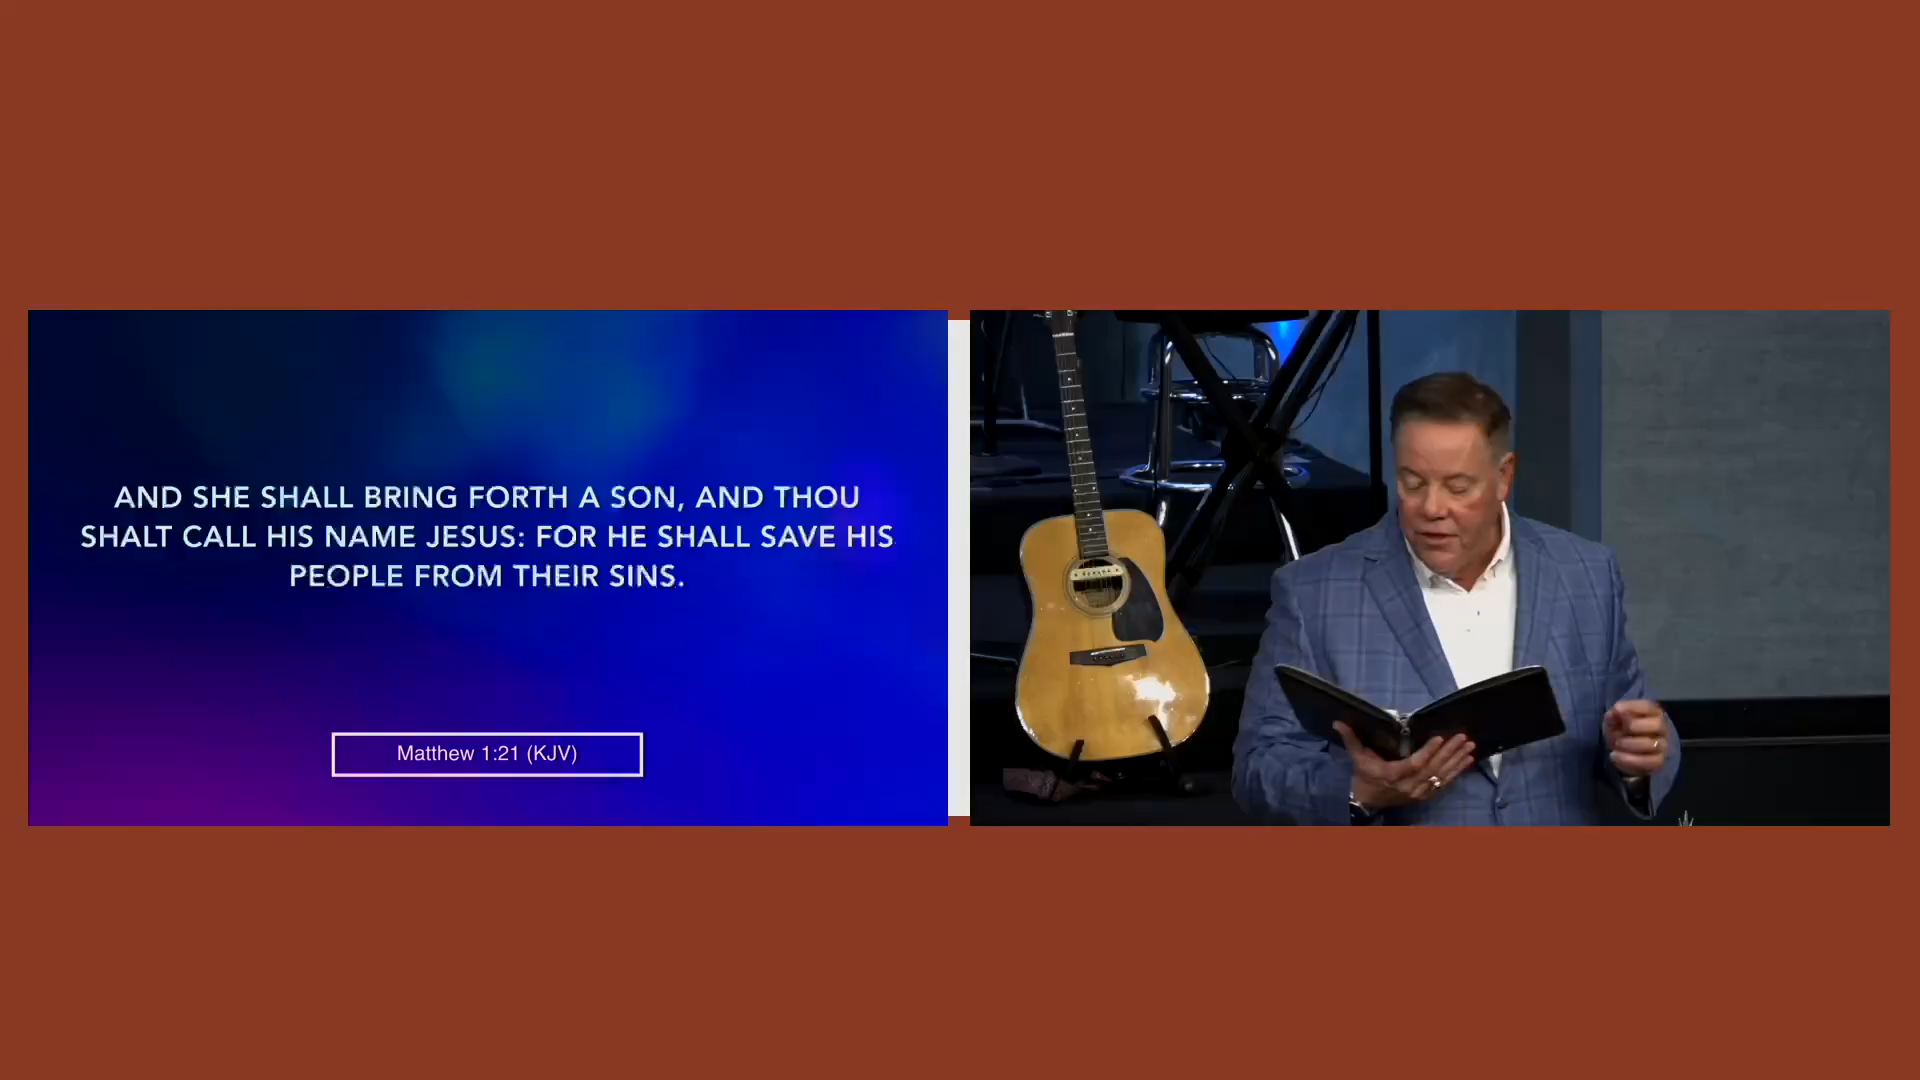 AND SHE SHALL BRING FORTH A SON, AND THOU
SHALT CALL HIS NAME JESUS: FOR HE SHALL SAVE HIS
PEOPLE FROM THEIR SINS.
Matthew 1:21 (KJV)